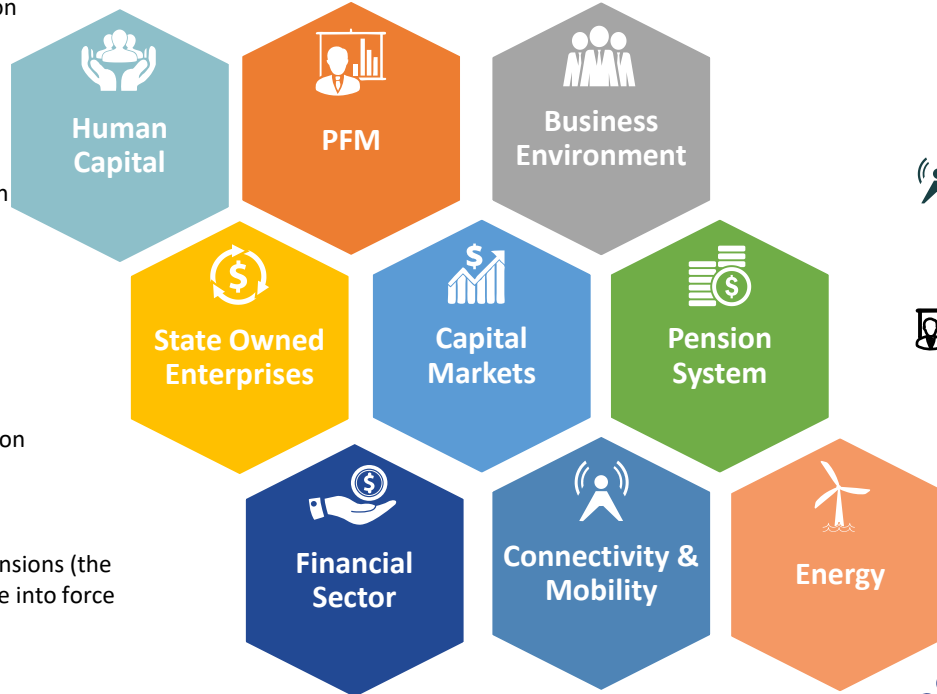 on
Human
Capital
PFM
Business
Environment
n
State Owned
Enterprises
Capital
Markets
Pension
System
on
nsions (the
e into force
Financial
Sector
Connectivity &
Mobility
Energy